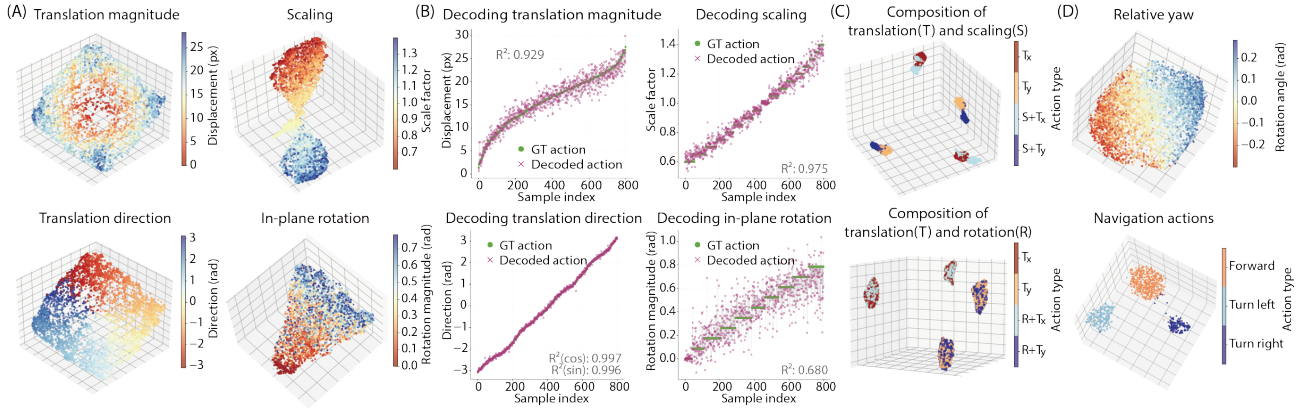 (A)
Translation magnitude
Displacement (px)
25
20
15
10
5
0
Scaling
Scale factor
1.3
1.2
1.1
1.0
0.9
0.8
0.7
Translation direction
Direction (rad)
3
2
1
0
−1
−2
−3
In-plane rotation
Rotation magnitude (rad)
0.7
0.6
0.5
0.4
0.3
0.2
0.1
0.0
(B)
Decoding translation magnitude
R²: 0.929
GT action
Decoded action
Displacement (px)
30
25
20
15
10
5
0
0 200 400 600 800
Sample index
Decoding scaling
GT action
Decoded action
R²: 0.975
Scale factor
1.4
1.2
1.0
0.8
0.6
0 200 400 600 800
Sample index
Decoding translation direction
GT action
Decoded action
R²(cos): 0.997
R²(sin): 0.996
Direction (rad)
3
2
1
0
−1
−2
−3
0 200 400 600 800
Sample index
Decoding in-plane rotation
GT action
Decoded action
R²: 0.680
Rotation magnitude (rad)
1.0
0.8
0.6
0.4
0.2
0.0
0 200 400 600 800
Sample index
(C)
Composition of
translation(T) and scaling(S)
Tx
Ty
S+Tx
S+Ty
Action type
Composition of
translation(T) and rotation(R)
Tx
Ty
R+Tx
R+Ty
Action type
(D)
Relative yaw
0.2
0.1
0.0
−0.1
−0.2
Rotation angle (rad)
Navigation actions
Forward
Turn left
Turn right
Action type